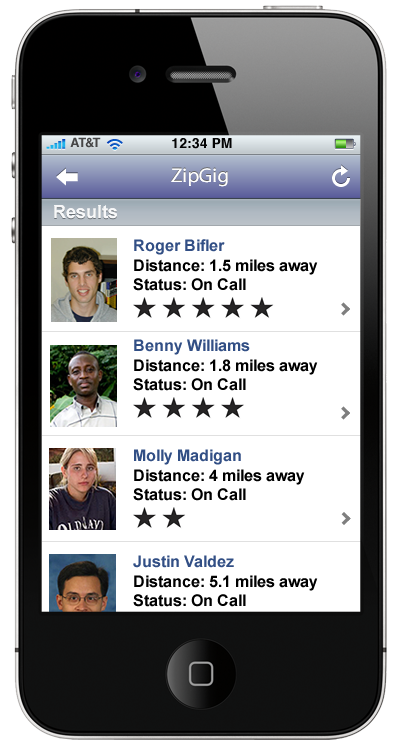 AT&T 12:34 PM
ZipGig
Results
Roger Bifler
Distance: 1.5 miles away
Status: On Call
Benny Williams
Distance: 1.8 miles away
Status: On Call
Molly Madigan
Distance: 4 miles away
Status: On Call
OLD NAVY
Justin Valdez
Distance: 5.1 miles away
Status: On Call